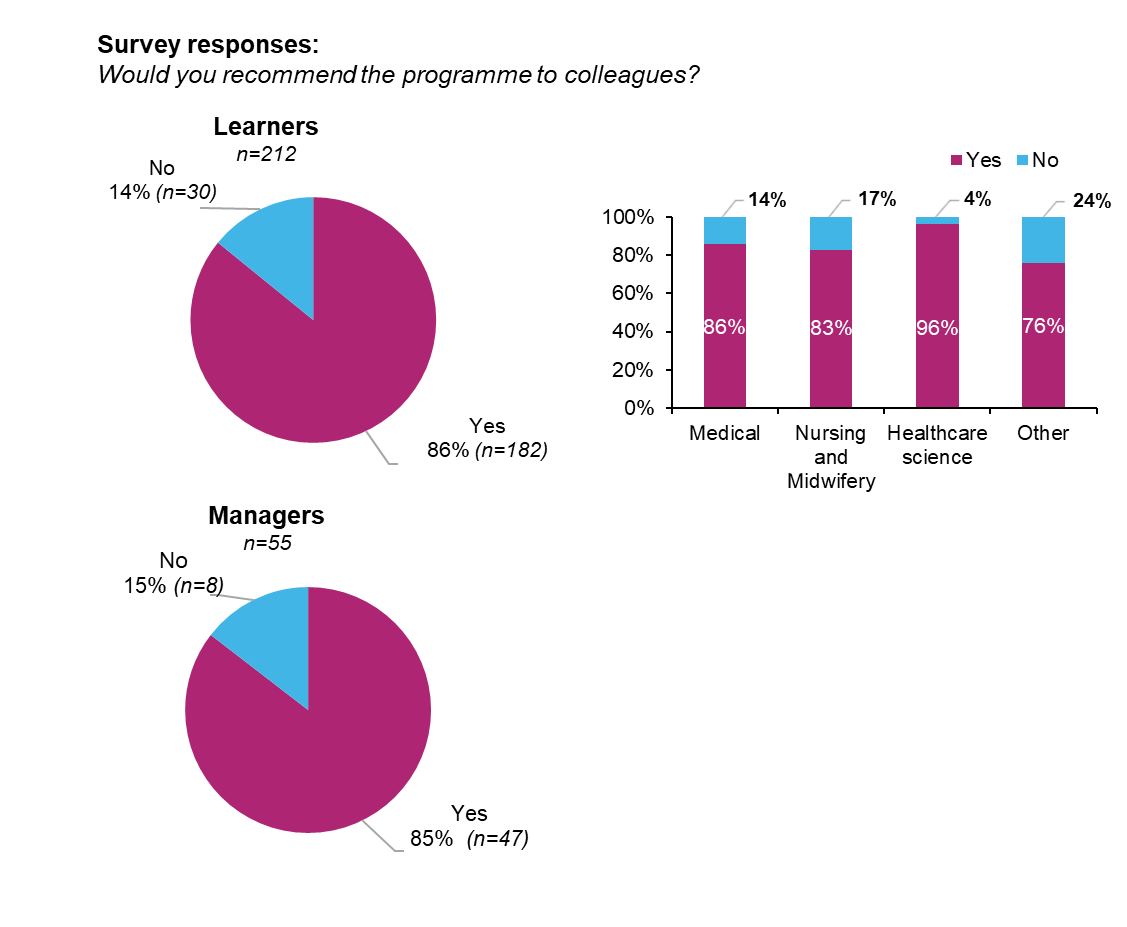 Survey responses:
Would you recommend the programme to colleagues?
Learners
n=212
No
14% (n=30)
Yes
86% (n=182)
Yes No
14% 17% 4% 24%
100%
80%
60%
40%
20%
0%
86% 83% 96% 76%
Medical
Nursing
and
Midwifery
Healthcare
science
Other
Managers
n=55
No
15% (n=8)
Yes
85% (n=47)